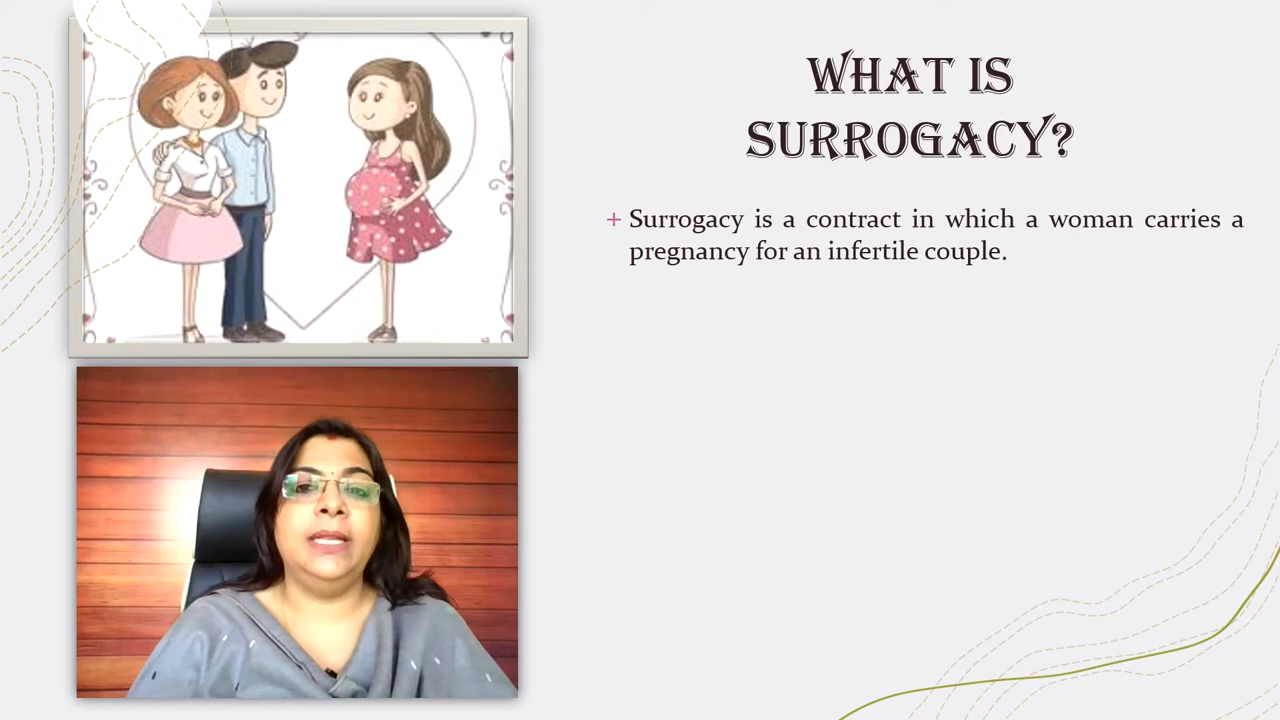 WHAT IS
SURROGACY?
+ Surrogacy is a contract in which a woman carries a
pregnancy for an infertile couple.